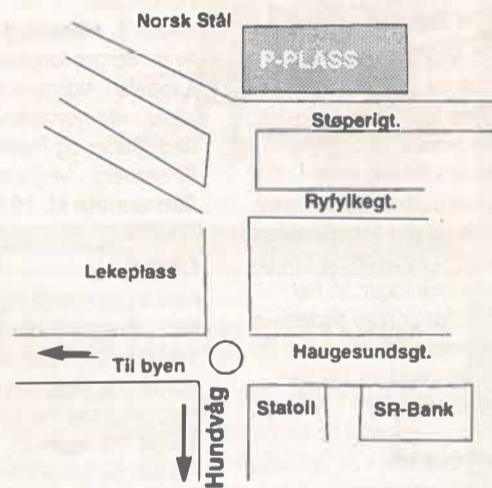 Norsk Stål
P-PLASS
Støperigt.
Ryfylkegt.
Lekeplass
Haugesundsgt.
Til byen
Hundvåg
Statoil
SR-Bank